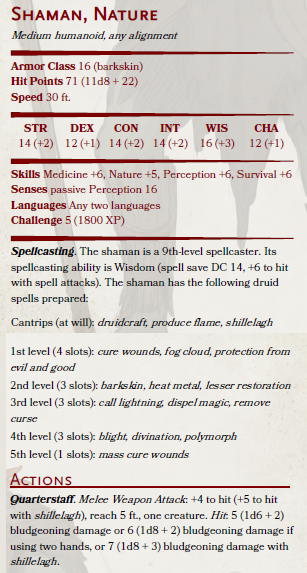 Shaman, Nature
Medium humanoid, any alignment
Armor Class 16 (barkskin)
Hit Points 71 (11d8 + 22)
Speed 30 ft.
STR DEX CON INT WIS CHA
14 (+2) 12 (+1) 14 (+2) 14 (+2) 16 (+3) 12 (+1)
Skills Medicine +6, Nature +5, Perception +6, Survival +6
Senses passive Perception 16
Languages Any two languages
Challenge 5 (1800 XP)
Spellcasting. The shaman is a 9th-level spellcaster. Its
spellcasting ability is Wisdom (spell save DC 14, +6 to hit
with spell attacks). The shaman has the following druid
spells prepared:
Cantrips (at will): druidcraft, produce flame, shillelagh
1st level (4 slots): cure wounds, fog cloud, protection from
evil and good
2nd level (3 slots): barkskin, heat metal, lesser restoration
3rd level (3 slots): call lightning, dispel magic, remove
curse
4th level (3 slots): blight, divination, polymorph
5th level (1 slots): mass cure wounds
Actions
Quarterstaff. Melee Weapon Attack: +4 to hit (+5 to hit
with shillelagh), reach 5 ft., one creature. Hit: 5 (1d6 + 2)
bludgeoning damage or 6 (1d8 + 2) bludgeoning damage if
using two hands, or 7 (1d8 + 3) bludgeoning damage with
shillelagh.